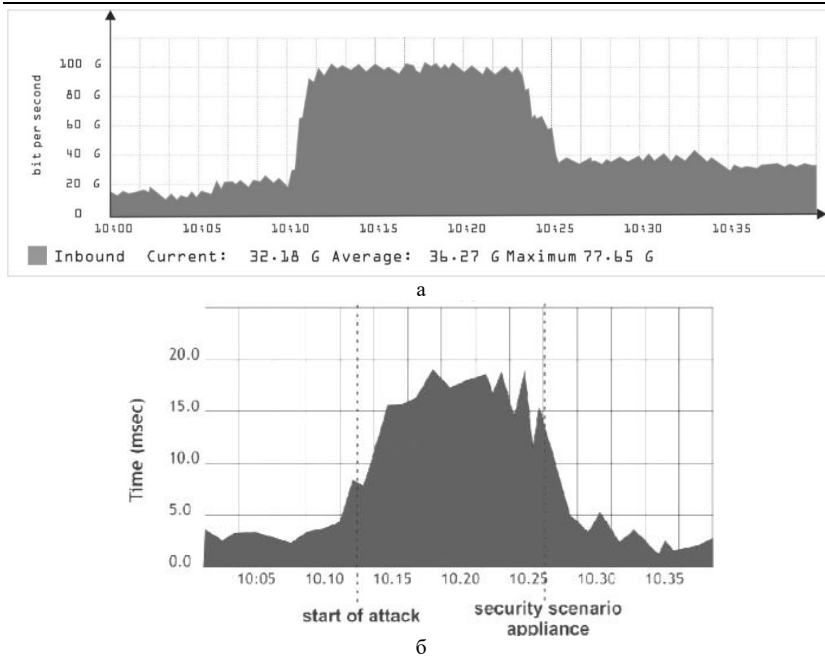 100 G
80 G
60 G
40 G
20 G
0
bit per second
10:00 10:05 10:10 10:15 10:20 10:25 10:30 10:35
Inbound Current: 32.18 G Average: 36.27 G Maximum 77.65 G
а
20.0
15.0
10.0
5.0
0.0
Time (msec)
10:05 10.10 10.15 10.20 10.25 10.30 10.35
start of attack
security scenario
appliance
б